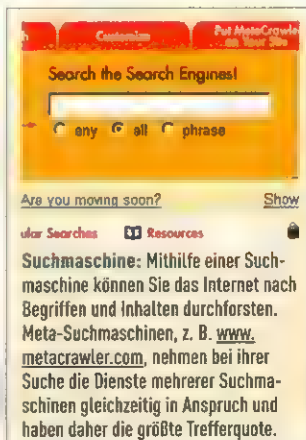 h Customize Put MetaCrawler
on Your Site
Search the Search Engines!
any all phrase
Are you moving soon? Show
ular Searches Resources
Suchmaschine: Mithilfe einer Such-
maschine können Sie das Internet nach
Begriffen und Inhalten durchforsten.
Meta-Suchmaschinen, z. B. www.
metacrawler.com, nehmen bei ihrer
Suche die Dienste mehrerer Suchma-
schinen gleichzeitig in Anspruch und
haben daher die größte Trefferquote.